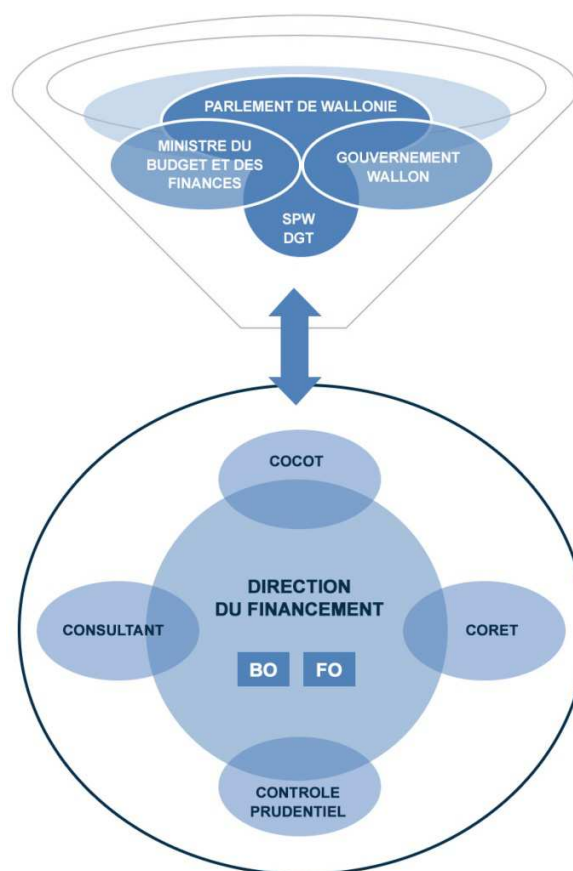 PARLEMENT DE WALLONIE
MINISTRE DU
BUDGET ET DES
FINANCES
GOUVERNEMENT
WALLON
SPW
DGT
COCOT
DIRECTION
DU FINANCEMENT
CONSULTANT
CORET
BO FO
CONTROLE
PRUDENTIEL